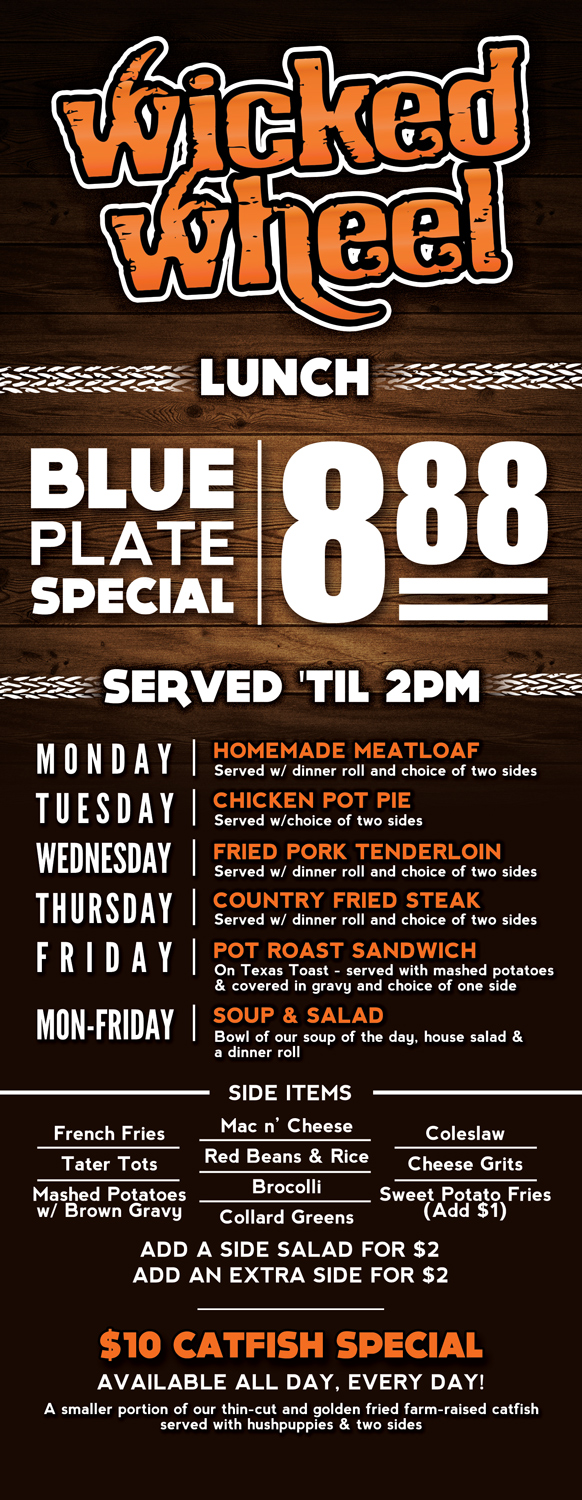 wicked
wheel
LUNCH
BLUE
PLATE
SPECIAL
8.88
SERVED 'TIL 2PM
MONDAY
HOMEMADE MEATLOAF
Served w/ dinner roll and choice of two sides
TUESDAY
CHICKEN POT PIE
Served w/choice of two sides
WEDNESDAY
FRIED PORK TENDERLOIN
Served w/ dinner roll and choice of two sides
THURSDAY
COUNTRY FRIED STEAK
Served w/ dinner roll and choice of two sides
FRIDAY
POT ROAST SANDWICH
On Texas Toast - served with mashed potatoes
& covered in gravy and choice of one side
MON-FRIDAY
SOUP & SALAD
Bowl of our soup of the day, house salad &
a dinner roll
SIDE ITEMS
French Fries
Tater Tots
Mashed Potatoes
w/ Brown Gravy
Mac n' Cheese
Red Beans & Rice
Brocolli
Collard Greens
Coleslaw
Cheese Grits
Sweet Potato Fries
(Add $1)
ADD A SIDE SALAD FOR $2
ADD AN EXTRA SIDE FOR $2
$10 CATFISH SPECIAL
AVAILABLE ALL DAY, EVERY DAY!
A smaller portion of our thin-cut and golden fried farm-raised catfish
served with hushpuppies & two sides